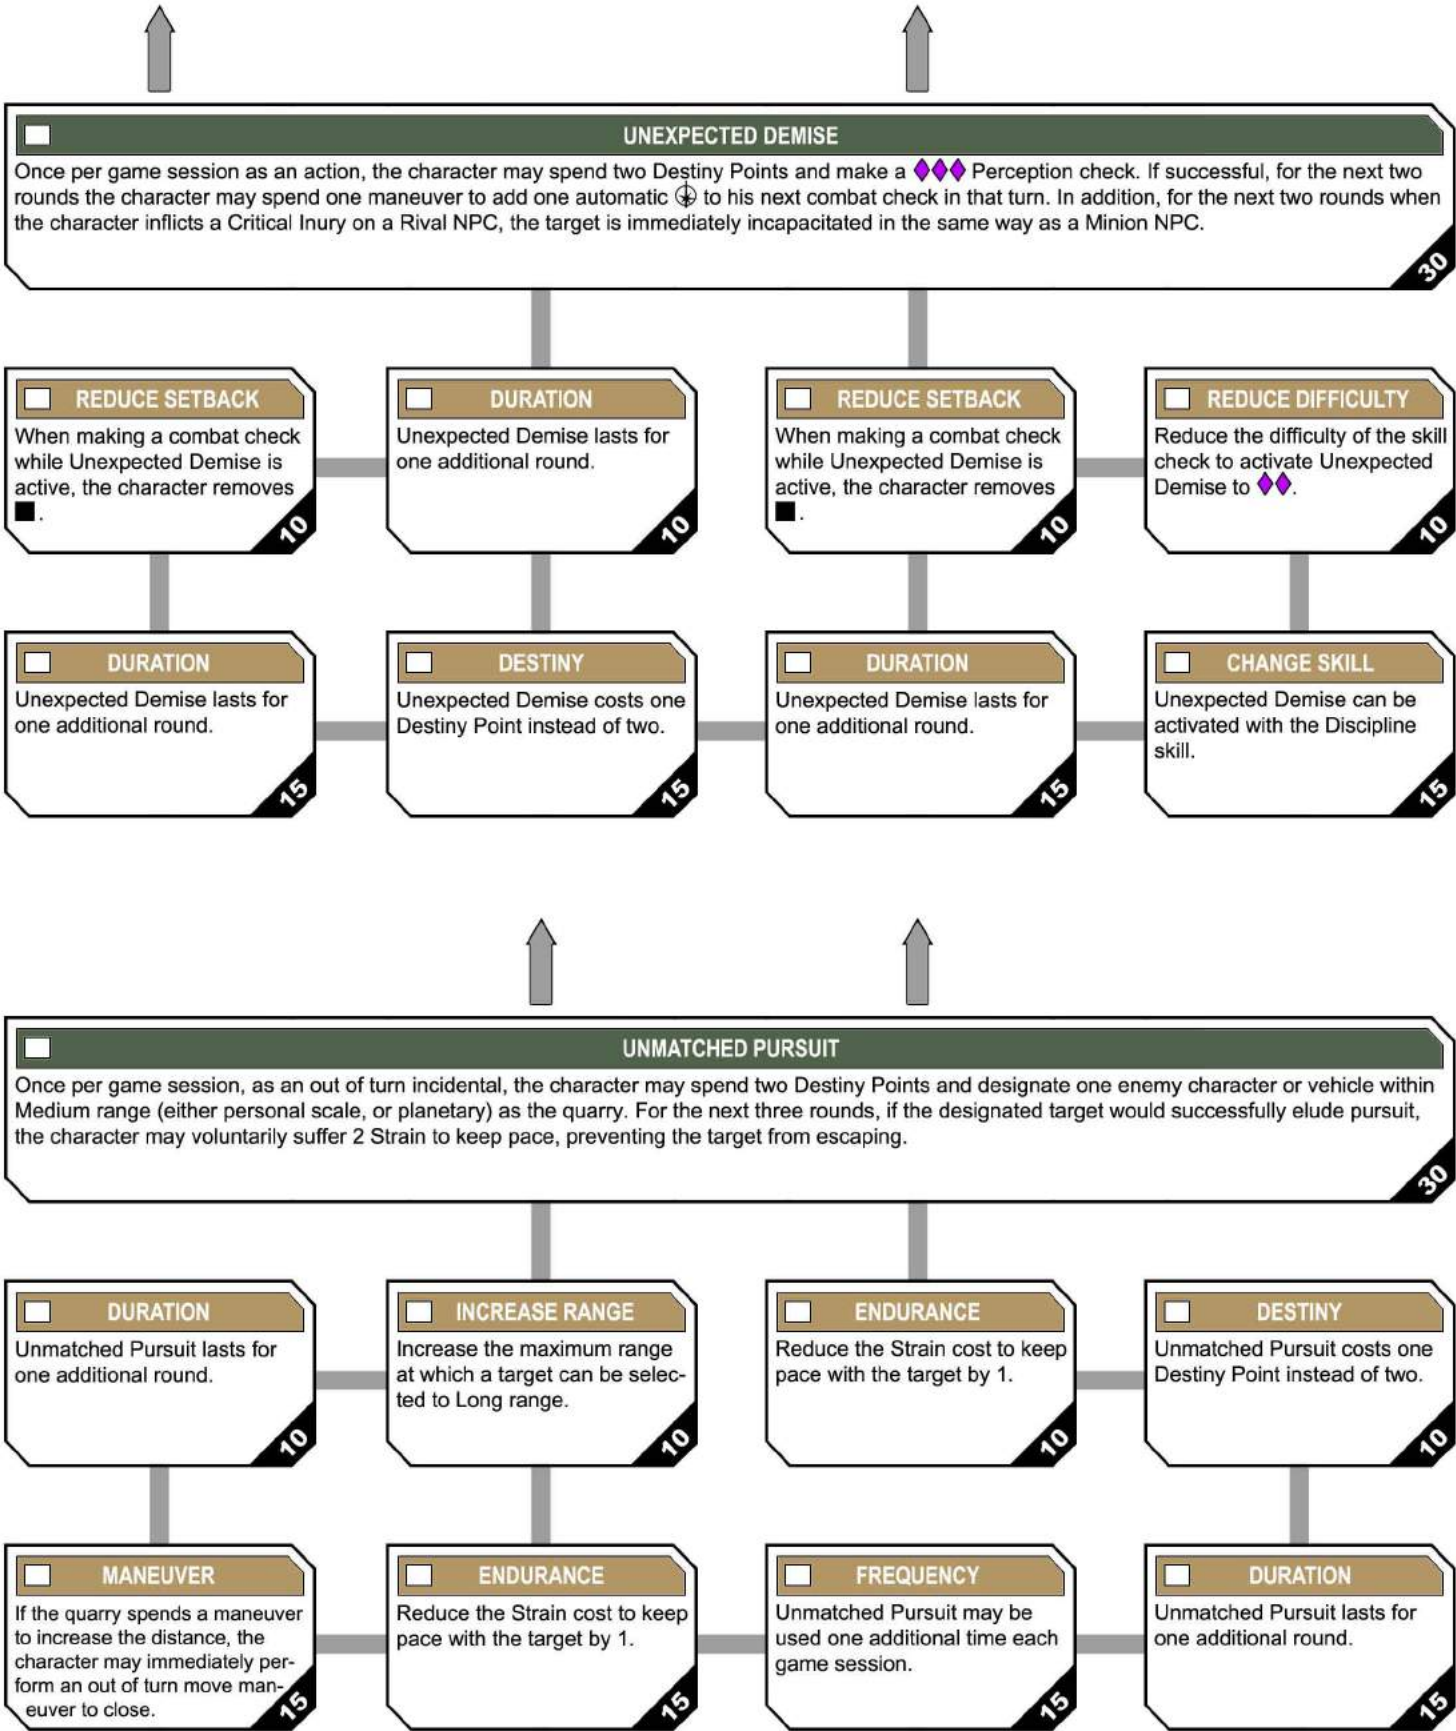 UNEXPECTED DEMISE
Once per game session as an action, the character may spend two Destiny Points and make a Perception check. If successful, for the next two
rounds the character may spend one maneuver to add one automatic to his next combat check in that turn. In addition, for the next two rounds when
the character inflicts a Critical Inury on a Rival NPC, the target is immediately incapacitated in the same way as a Minion NPC.
30
REDUCE SETBACK
When making a combat check
while Unexpected Demise is
active, the character removes
.
10
DURATION
Unexpected Demise lasts for
one additional round.
10
REDUCE SETBACK
When making a combat check
while Unexpected Demise is
active, the character removes
.
10
REDUCE DIFFICULTY
Reduce the difficulty of the skill
check to activate Unexpected
Demise to .
10
DURATION
Unexpected Demise lasts for
one additional round.
15
DESTINY
Unexpected Demise costs one
Destiny Point instead of two.
15
DURATION
Unexpected Demise lasts for
one additional round.
15
CHANGE SKILL
Unexpected Demise can be
activated with the Discipline
skill.
15
UNMATCHED PURSUIT
Once per game session, as an out of turn incidental, the character may spend two Destiny Points and designate one enemy character or vehicle within
Medium range (either personal scale, or planetary) as the quarry. For the next three rounds, if the designated target would successfully elude pursuit,
the character may voluntarily suffer 2 Strain to keep pace, preventing the target from escaping.
30
DURATION
Unmatched Pursuit lasts for
one additional round.
10
INCREASE RANGE
Increase the maximum range
at which a target can be selec-
ted to Long range.
10
ENDURANCE
Reduce the Strain cost to keep
pace with the target by 1.
10
DESTINY
Unmatched Pursuit costs one
Destiny Point instead of two.
10
MANEUVER
If the quarry spends a maneuver
to increase the distance, the
character may immediately per-
form an out of turn move man-
euver to close.
15
ENDURANCE
Reduce the Strain cost to keep
pace with the target by 1.
15
FREQUENCY
Unmatched Pursuit may be
used one additional time each
game session.
15
DURATION
Unmatched Pursuit lasts for
one additional round.
15